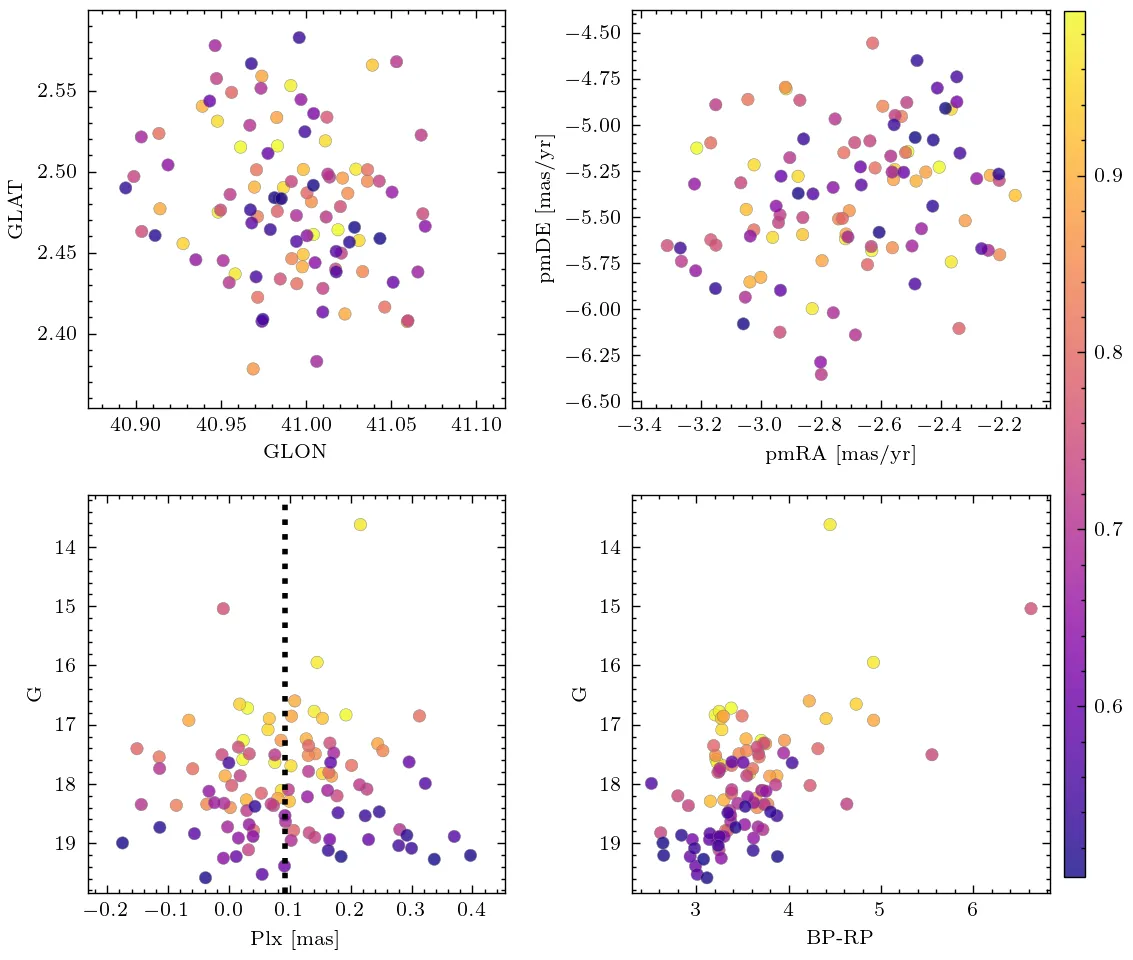 2.55
2.50
2.45
2.40
GLAT
40.90 40.95 41.00 41.05 41.10
GLON
−4.50
−4.75
−5.00
−5.25
−5.50
−5.75
−6.00
−6.25
−6.50
pmDE [mas/yr]
−3.4 −3.2 −3.0 −2.8 −2.6 −2.4 −2.2
pmRA [mas/yr]
0.9
0.8
0.7
0.6
14
15
16
17
18
19
G
−0.2 −0.1 0.0 0.1 0.2 0.3 0.4
Plx [mas]
14
15
16
17
18
19
G
3 4 5 6
BP-RP